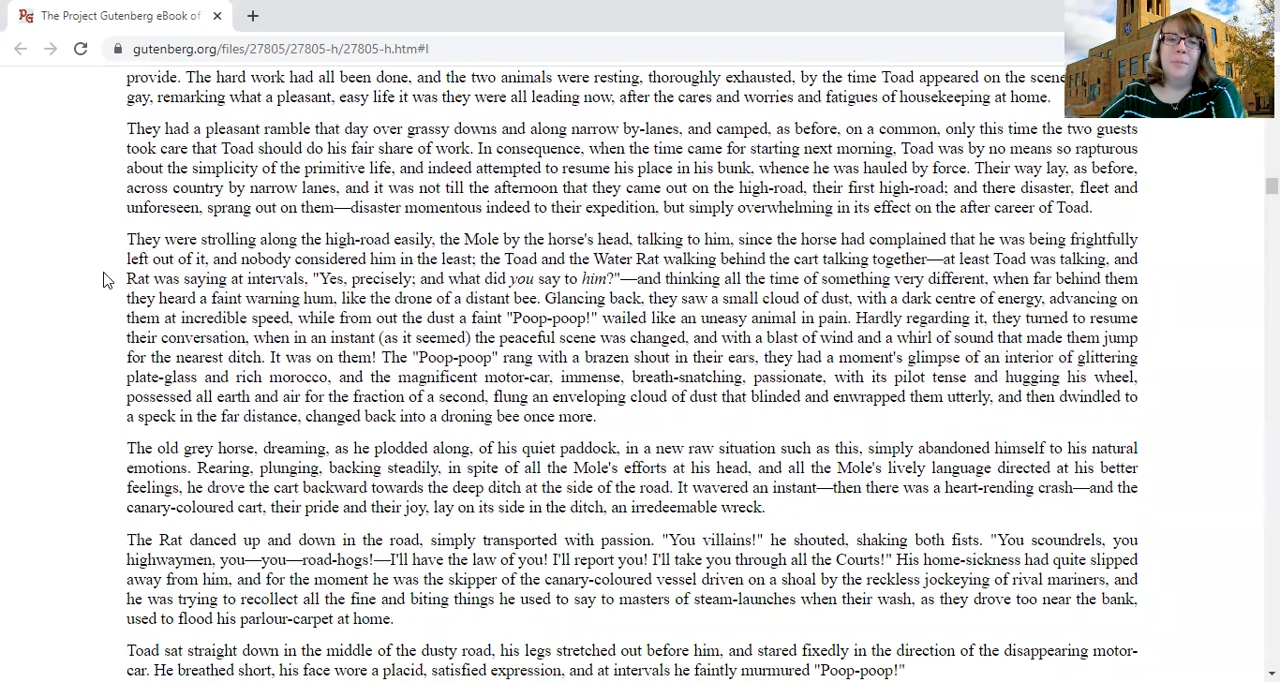 The Project Gutenberg eBook of
gutenberg.org/files/27805/27805-h/27805-h.htm#I
provide. The hard work had all been done, and the two animals were resting, thoroughly exhausted, by the time Toad appeared on the scene
gay, remarking what a pleasant, easy life it was they were all leading now, after the cares and worries and fatigues of housekeeping at home.
They had a pleasant ramble that day over grassy downs and along narrow by-lanes, and camped, as before, on a common, only this time the two guests
took care that Toad should do his fair share of work. In consequence, when the time came for starting next morning, Toad was by no means so rapturous
about the simplicity of the primitive life, and indeed attempted to resume his place in his bunk, whence he was hauled by force. Their way lay, as before,
across country by narrow lanes, and it was not till the afternoon that they came out on the high-road, their first high-road; and there disaster, fleet and
unforeseen, sprang out on them—disaster momentous indeed to their expedition, but simply overwhelming in its effect on the after career of Toad.
They were strolling along the high-road easily, the Mole by the horse's head, talking to him, since the horse had complained that he was being frightfully
left out of it, and nobody considered him in the least; the Toad and the Water Rat walking behind the cart talking together—at least Toad was talking, and
Rat was saying at intervals, "Yes, precisely; and what did you say to him?"—and thinking all the time of something very different, when far behind them
they heard a faint warning hum, like the drone of a distant bee. Glancing back, they saw a small cloud of dust, with a dark centre of energy, advancing on
them at incredible speed, while from out the dust a faint "Poop-poop!" wailed like an uneasy animal in pain. Hardly regarding it, they turned to resume
their conversation, when in an instant (as it seemed) the peaceful scene was changed, and with a blast of wind and a whirl of sound that made them jump
for the nearest ditch. It was on them! The "Poop-poop" rang with a brazen shout in their ears, they had a moment's glimpse of an interior of glittering
plate-glass and rich morocco, and the magnificent motor-car, immense, breath-snatching, passionate, with its pilot tense and hugging his wheel,
possessed all earth and air for the fraction of a second, flung an enveloping cloud of dust that blinded and enwrapped them utterly, and then dwindled to
a speck in the far distance, changed back into a droning bee once more.
The old grey horse, dreaming, as he plodded along, of his quiet paddock, in a new raw situation such as this, simply abandoned himself to his natural
emotions. Rearing, plunging, backing steadily, in spite of all the Mole's efforts at his head, and all the Mole's lively language directed at his better
feelings, he drove the cart backward towards the deep ditch at the side of the road. It wavered an instant—then there was a heart-rending crash—and the
canary-coloured cart, their pride and their joy, lay on its side in the ditch, an irredeemable wreck.
The Rat danced up and down in the road, simply transported with passion. "You villains!" he shouted, shaking both fists. "You scoundrels, you
highwaymen, you—you—road-hogs!—I'll have the law of you! I'll report you! I'll take you through all the Courts!" His home-sickness had quite slipped
away from him, and for the moment he was the skipper of the canary-coloured vessel driven on a shoal by the reckless jockeying of rival mariners, and
he was trying to recollect all the fine and biting things he used to say to masters of steam-launches when their wash, as they drove too near the bank,
used to flood his parlour-carpet at home.
Toad sat straight down in the middle of the dusty road, his legs stretched out before him, and stared fixedly in the direction of the disappearing motor-
car. He breathed short, his face wore a placid, satisfied expression, and at intervals he faintly murmured "Poop-poop!"